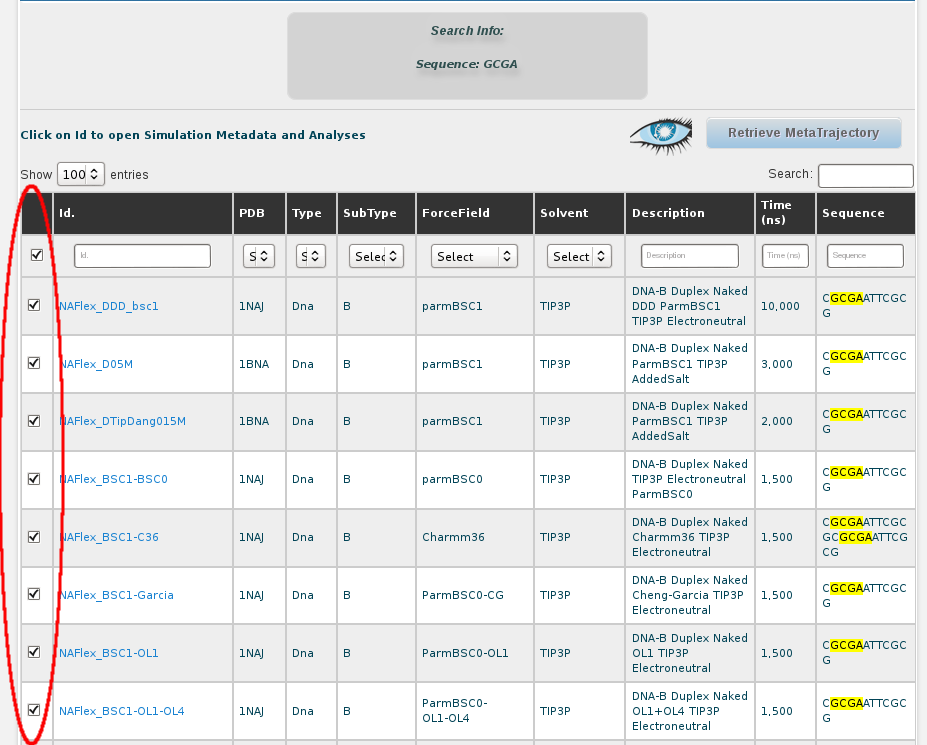 Search Info:
Sequence: GCGA
Click on Id to open Simulation Metadata and Analyses
Retrieve MetaTrajectory
Show 100 entries
Search:
Id. PDB Type SubType ForceField Solvent Description Time (ns) Sequence
Id. S S Selec Select Select Description Time (ns) Sequence
NAFlex_DDD_bsc1 1NAJ Dna B parmBSC1 TIP3P DNA-B Duplex Naked DDD ParmBSC1 TIP3P Electroneutral 10,000 CGCGAATTCGCG
NAFlex_D05M 1BNA Dna B parmBSC1 TIP3P DNA-B Duplex Naked ParmBSC1 TIP3P AddedSalt 3,000 CGCGAATTCGCG
NAFlex_DTipDang015M 1BNA Dna B parmBSC1 TIP3P DNA-B Duplex Naked ParmBSC1 TIP3P AddedSalt 2,000 CGCGAATTCGCG
NAFlex_BSC1-BSC0 1NAJ Dna B parmBSC0 TIP3P DNA-B Duplex Naked TIP3P Electroneutral ParmBSC0 1,500 CGCGAATTCGCG
NAFlex_BSC1-C36 1NAJ Dna B Charmm36 TIP3P DNA-B Duplex Naked Charmm36 TIP3P Electroneutral 1,500 CGCGAATTCGCGCGCGAATTCGCG
NAFlex_BSC1-Garcia 1NAJ Dna B ParmBSC0-CG TIP3P DNA-B Duplex Naked Cheng-Garcia TIP3P Electroneutral 1,500 CGCGAATTCGCG
NAFlex_BSC1-OL1 1NAJ Dna B ParmBSC0-OL1 TIP3P DNA-B Duplex Naked OL1 TIP3P Electroneutral 1,500 CGCGAATTCGCG
NAFlex_BSC1-OL1-OL4 1NAJ Dna B ParmBSC0-OL1-OL4 TIP3P DNA-B Duplex Naked OL1+OL4 TIP3P Electroneutral 1,500 CGCGAATTCGCG